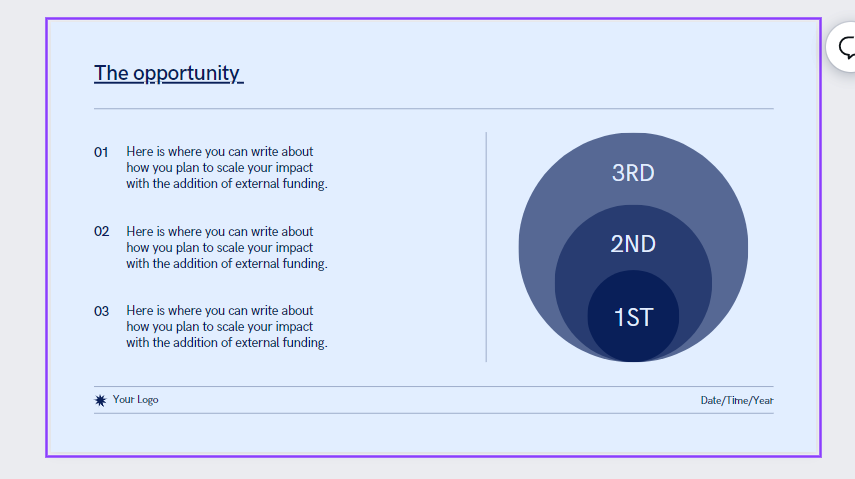 The opportunity
01 Here is where you can write about
how you plan to scale your impact
with the addition of external funding.
02 Here is where you can write about
how you plan to scale your impact
with the addition of external funding.
03 Here is where you can write about
how you plan to scale your impact
with the addition of external funding.
3RD
2ND
1ST
Your Logo
Date/Time/Year